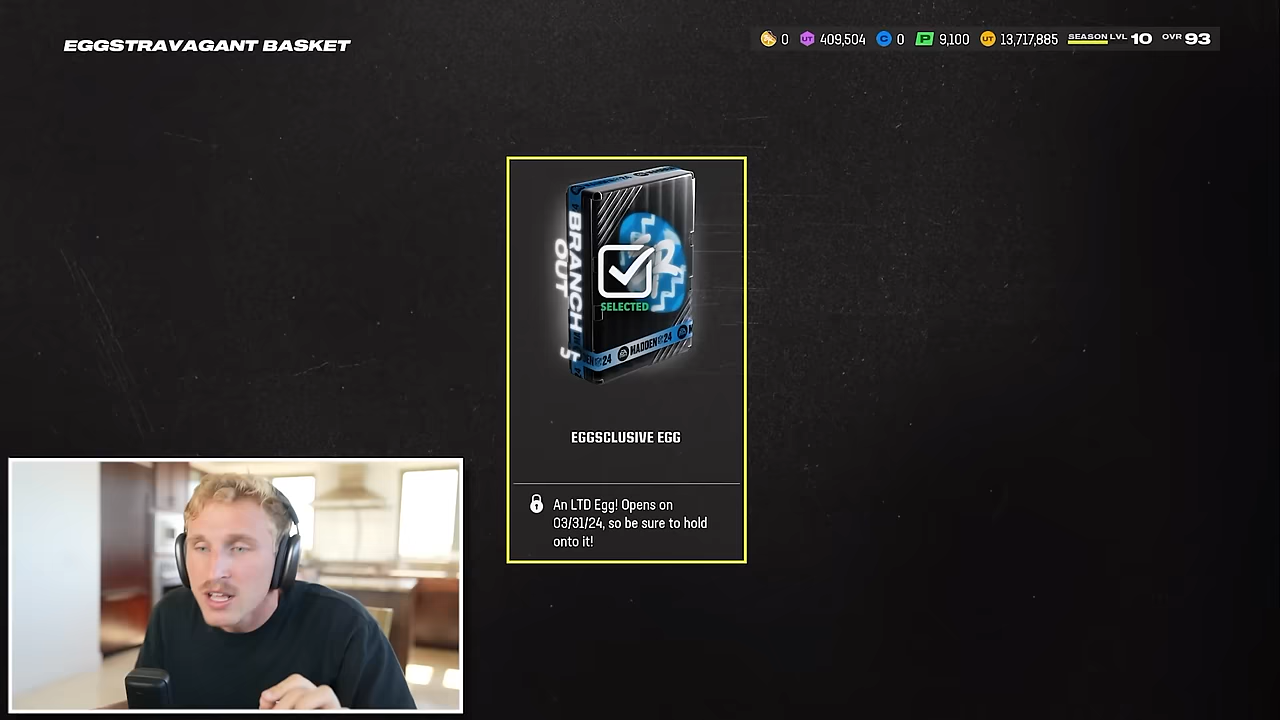 EGGSTRAVAGANT BASKET
0 UT 409,504 C 0 P 9,100 UT 13,717,885 SEASON LVL 10 OVR 93
BRANCH
OUT
SELECTED
MADDEN 24
EGGSCLUSIVE EGG
An LTD Egg! Opens on
03/31/24, so be sure to hold
onto it!